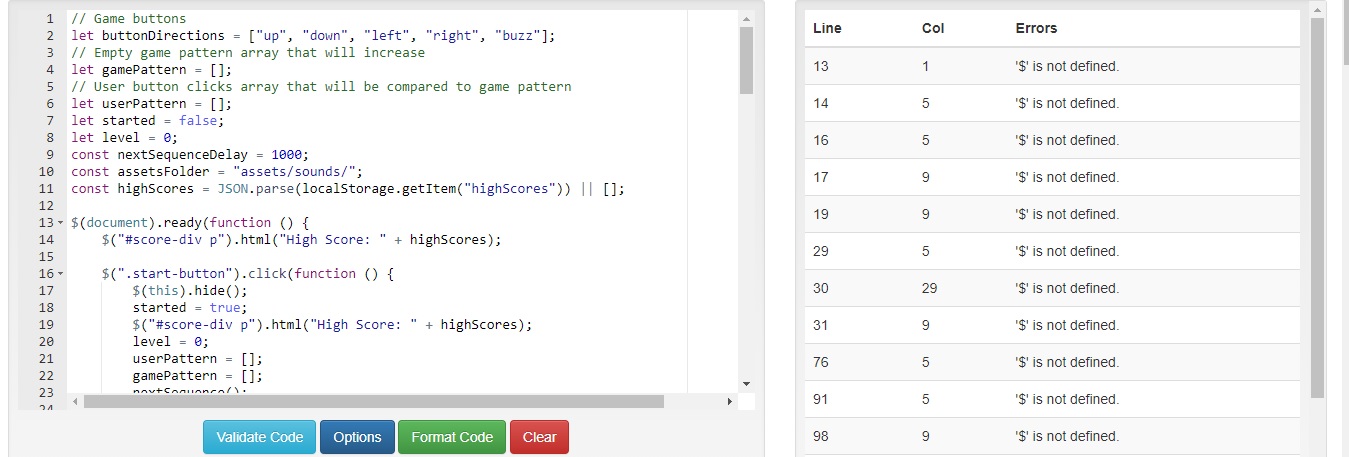 1 // Game buttons
2 let buttonDirections = ["up", "down", "left", "right", "buzz"];
3 // Empty game pattern array that will increase
4 let gamePattern = [];
5 // User button clicks array that will be compared to game pattern
6 let userPattern = [];
7 let started = false;
8 let level = 0;
9 const nextSequenceDelay = 1000;
10 const assetsFolder = "assets/sounds/";
11 const highScores = JSON.parse(localStorage.getItem("highScores")) || [];
12
13 $(document).ready(function () {
14 $("#score-div p").html("High Score: " + highScores);
15
16 $(".start-button").click(function () {
17 $(this).hide();
18 started = true;
19 $("#score-div p").html("High Score: " + highScores);
20 level = 0;
21 userPattern = [];
22 gamePattern = [];
23 nextSequence();
24
Validate Code Options Format Code Clear
Line Col Errors
13 1 '$' is not defined.
14 5 '$' is not defined.
16 5 '$' is not defined.
17 9 '$' is not defined.
19 9 '$' is not defined.
29 5 '$' is not defined.
30 29 '$' is not defined.
31 9 '$' is not defined.
76 5 '$' is not defined.
91 5 '$' is not defined.
98 9 '$' is not defined.